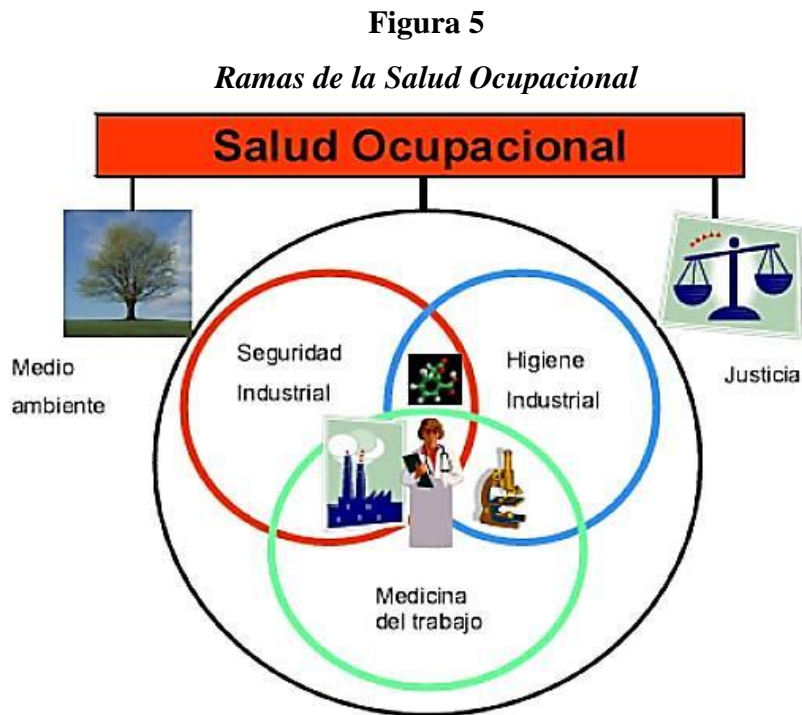 Figura 5
Ramas de la Salud Ocupacional
Salud Ocupacional
Medio
ambiente
Seguridad
Industrial
Higiene
Industrial
Justicia
Medicina
del trabajo